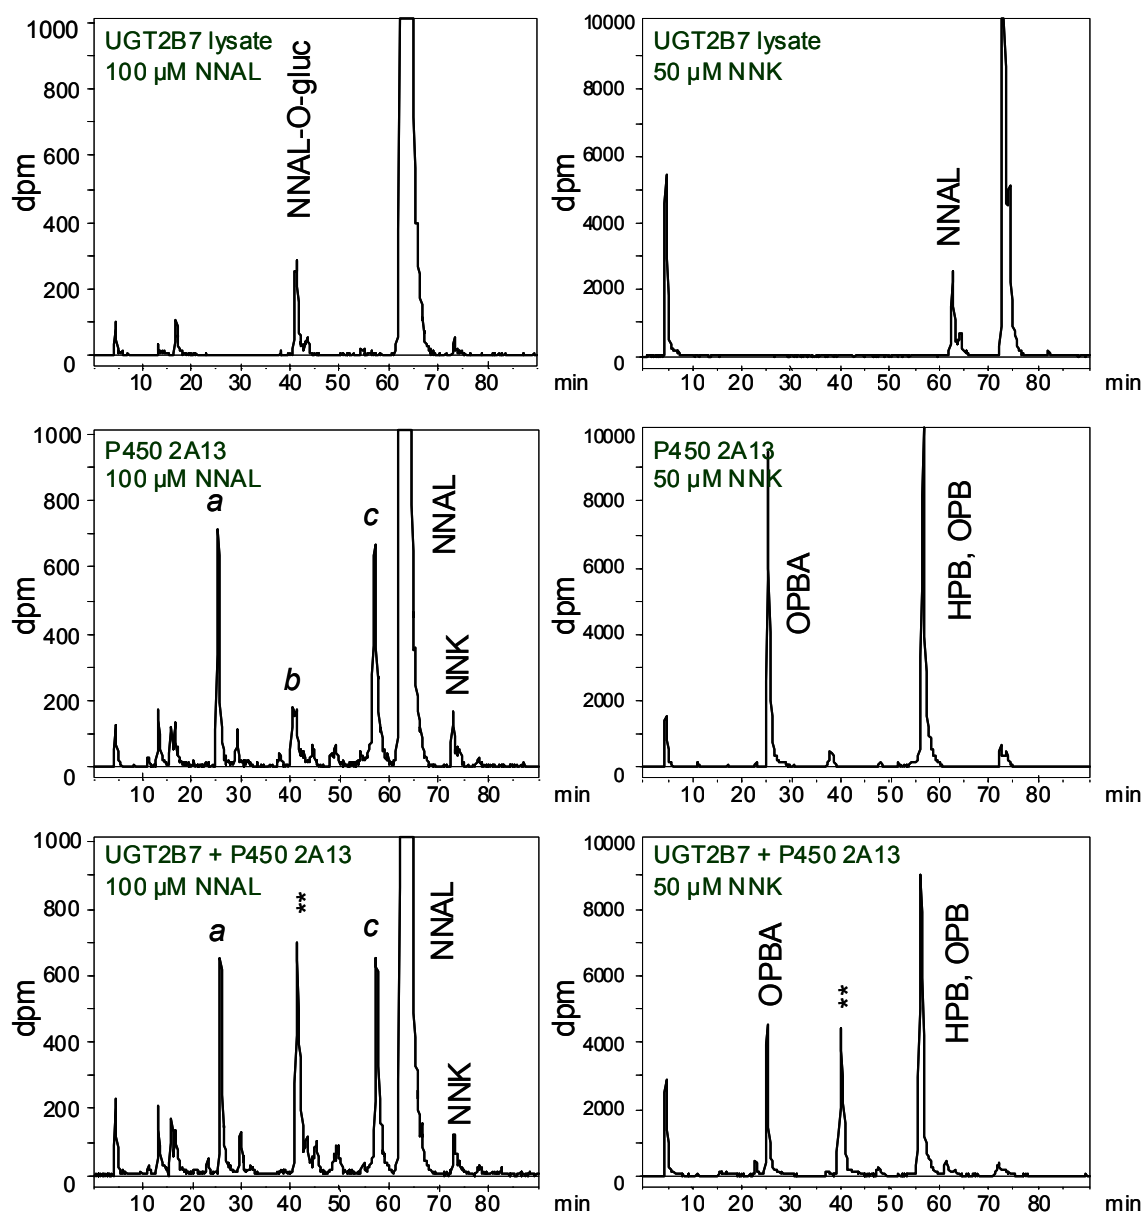 UGT2B7 lysate
100 µM NNAL
NNAL-O-gluc
dpm
1000
800
600
400
200
0
10 20 30 40 50 60 70 80 min
UGT2B7 lysate
50 µM NNK
NNAL
dpm
10000
8000
6000
4000
2000
0
10 20 30 40 50 60 70 80 min
P450 2A13
100 µM NNAL
a
b
c
NNAL
NNK
dpm
1000
800
600
400
200
0
10 20 30 40 50 60 70 80 min
P450 2A13
50 µM NNK
OPBA
HPB, OPB
dpm
10000
8000
6000
4000
2000
0
10 20 30 40 50 60 70 80 min
UGT2B7 + P450 2A13
100 µM NNAL
a
**
c
NNAL
NNK
dpm
1000
800
600
400
200
0
10 20 30 40 50 60 70 80 min
UGT2B7 + P450 2A13
50 µM NNK
OPBA
**
HPB, OPB
dpm
10000
8000
6000
4000
2000
0
10 20 30 40 50 60 70 80 min